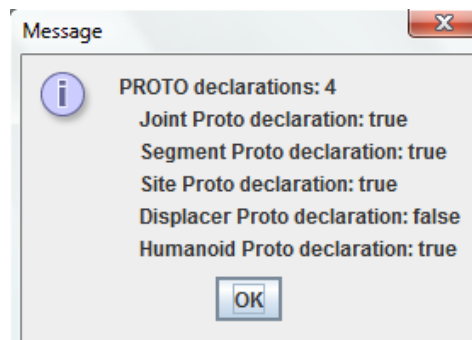 Message
PROTO declarations: 4
Joint Proto declaration: true
Segment Proto declaration: true
Site Proto declaration: true
Displacer Proto declaration: false
Humanoid Proto declaration: true
OK